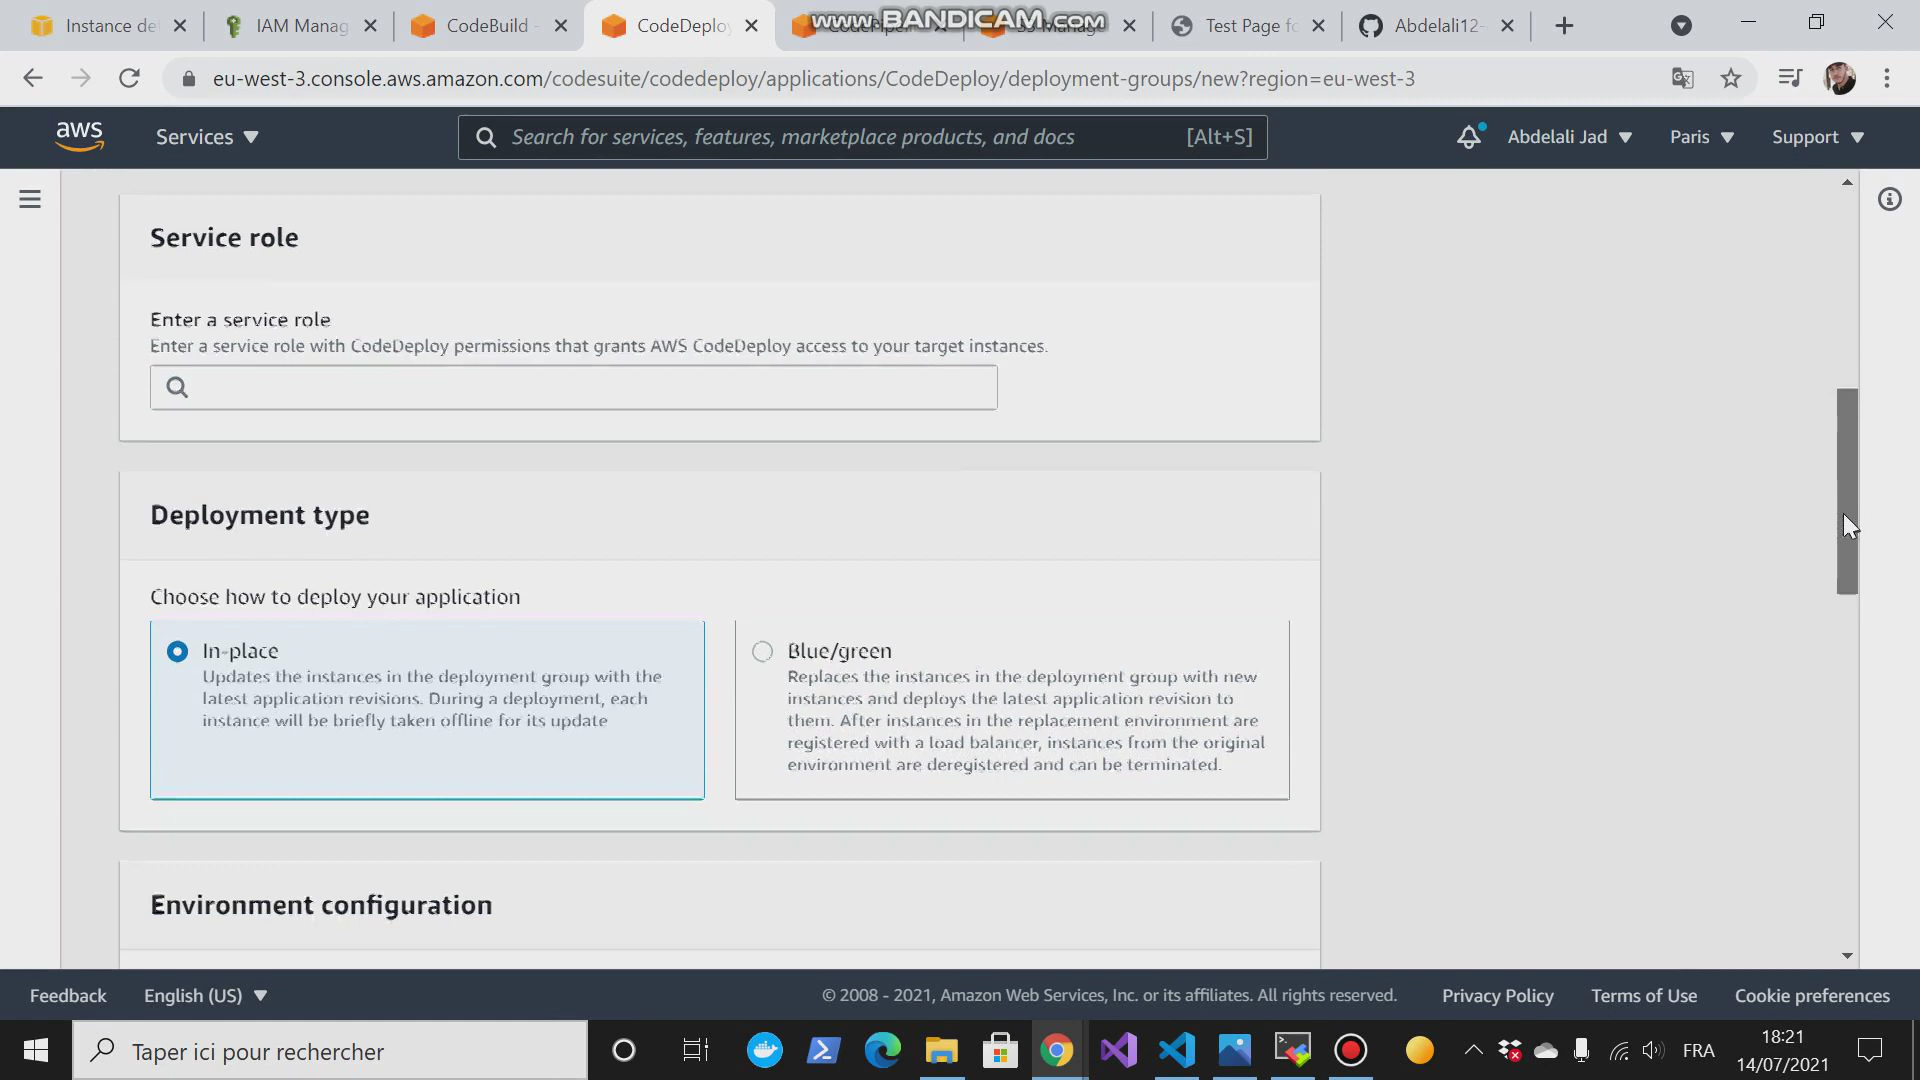 Instance de
IAM Manag
CodeBuild -
CodeDeploy
www.BANDICAM.com
Test Page fo
Abdelali12-
eu-west-3.console.aws.amazon.com/codesuite/codedeploy/applications/CodeDeploy/deployment-groups/new?region=eu-west-3
aws
Services
Search for services, features, marketplace products, and docs
[Alt+S]
Abdelali Jad
Paris
Support
Service role
Enter a service role
Enter a service role with CodeDeploy permissions that grants AWS CodeDeploy access to your target instances.
Deployment type
Choose how to deploy your application
In-place
Updates the instances in the deployment group with the
latest application revisions. During a deployment, each
instance will be briefly taken offline for its update
Blue/green
Replaces the instances in the deployment group with new
instances and deploys the latest application revision to
them. After instances in the replacement environment are
registered with a load balancer, instances from the original
environment are deregistered and can be terminated.
Environment configuration
Feedback
English (US)
© 2008 - 2021, Amazon Web Services, Inc. or its affiliates. All rights reserved.
Privacy Policy
Terms of Use
Cookie preferences
Taper ici pour rechercher
FRA
18:21
14/07/2021